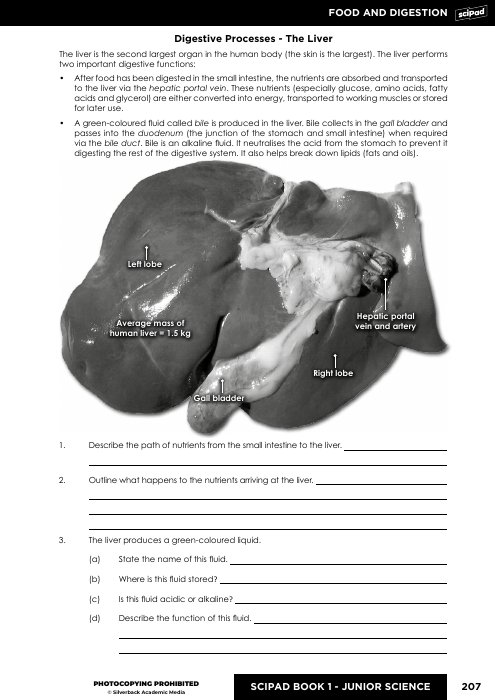 FOOD AND DIGESTION scipad
Digestive Processes - The Liver
The liver is the second largest organ in the human body (the skin is the largest). The liver performs
two important digestive functions:
• After food has been digested in the small intestine, the nutrients are absorbed and transported
to the liver via the hepatic portal vein. These nutrients (especially glucose, amino acids, fatty
acids and glycerol) are either converted into energy, transported to working muscles or stored
for later use.
• A green-coloured fluid called bile is produced in the liver. Bile collects in the gall bladder and
passes into the duodenum (the junction of the stomach and small intestine) when required
via the bile duct. Bile is an alkaline fluid. It neutralises the acid from the stomach to prevent it
digesting the rest of the digestive system. It also helps break down lipids (fats and oils).
Left lobe
Average mass of
human liver = 1.5 kg
Hepatic portal
vein and artery
Right lobe
Gall bladder
1. Describe the path of nutrients from the small intestine to the liver.
2. Outline what happens to the nutrients arriving at the liver.
3. The liver produces a green-coloured liquid.
(a) State the name of this fluid.
(b) Where is this fluid stored?
(c) Is this fluid acidic or alkaline?
(d) Describe the function of this fluid.
PHOTOCOPYING PROHIBITED
© Silverback Academic Media
SCIPAD BOOK 1 - JUNIOR SCIENCE 207